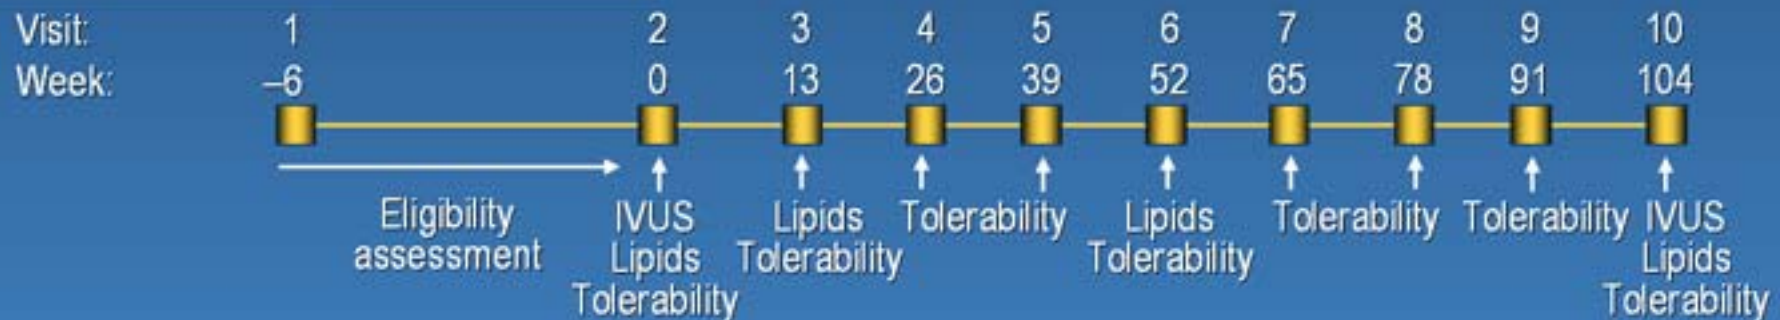 Visit: 1 2 3 4 5 6 7 8 9 10
Week: –6 0 13 26 39 52 65 78 91 104
Eligibility assessment
IVUS
Lipids
Tolerability
Lipids
Tolerability
Tolerability
Lipids
Tolerability
Tolerability
Tolerability
IVUS
Lipids
Tolerability